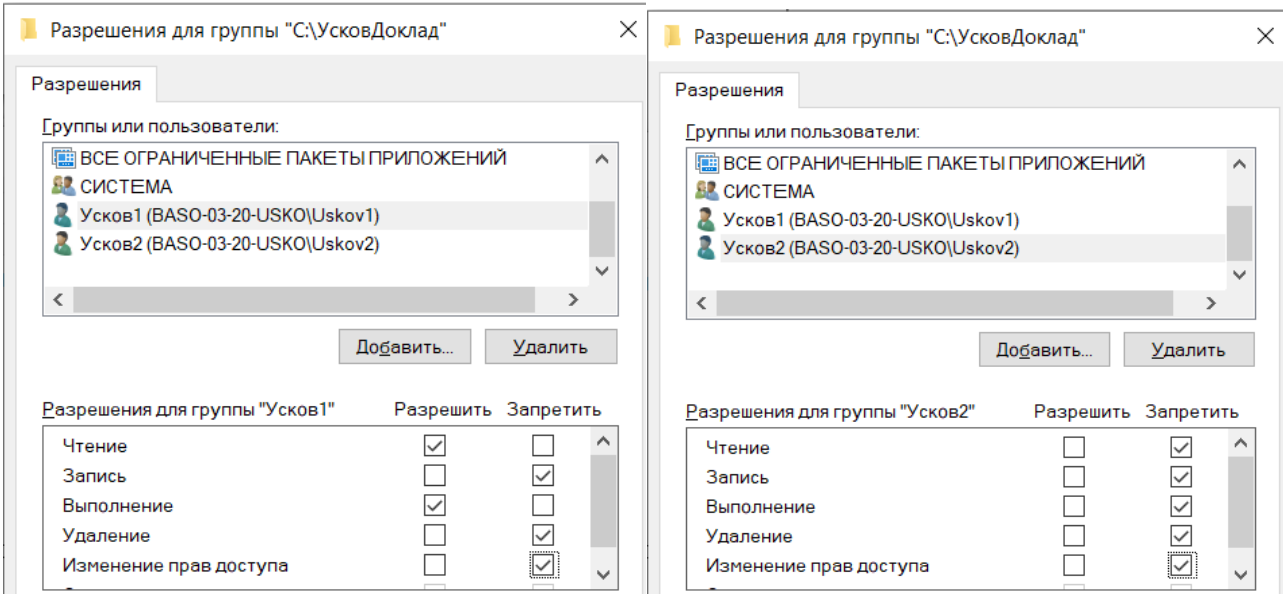 Разрешения для группы "C:\УсковДоклад"
Разрешения
Группы или пользователи:
ВСЕ ОГРАНИЧЕННЫЕ ПАКЕТЫ ПРИЛОЖЕНИЙ
СИСТЕМА
Усков1 (BASO-03-20-USKO\Uskov1)
Усков2 (BASO-03-20-USKO\Uskov2)
Добавить... Удалить
Разрешения для группы "Усков1" Разрешить Запретить
Чтение
Запись
Выполнение
Удаление
Изменение прав доступа
Разрешения для группы "C:\УсковДоклад"
Разрешения
Группы или пользователи:
ВСЕ ОГРАНИЧЕННЫЕ ПАКЕТЫ ПРИЛОЖЕНИЙ
СИСТЕМА
Усков1 (BASO-03-20-USKO\Uskov1)
Усков2 (BASO-03-20-USKO\Uskov2)
Добавить... Удалить
Разрешения для группы "Усков2" Разрешить Запретить
Чтение
Запись
Выполнение
Удаление
Изменение прав доступа